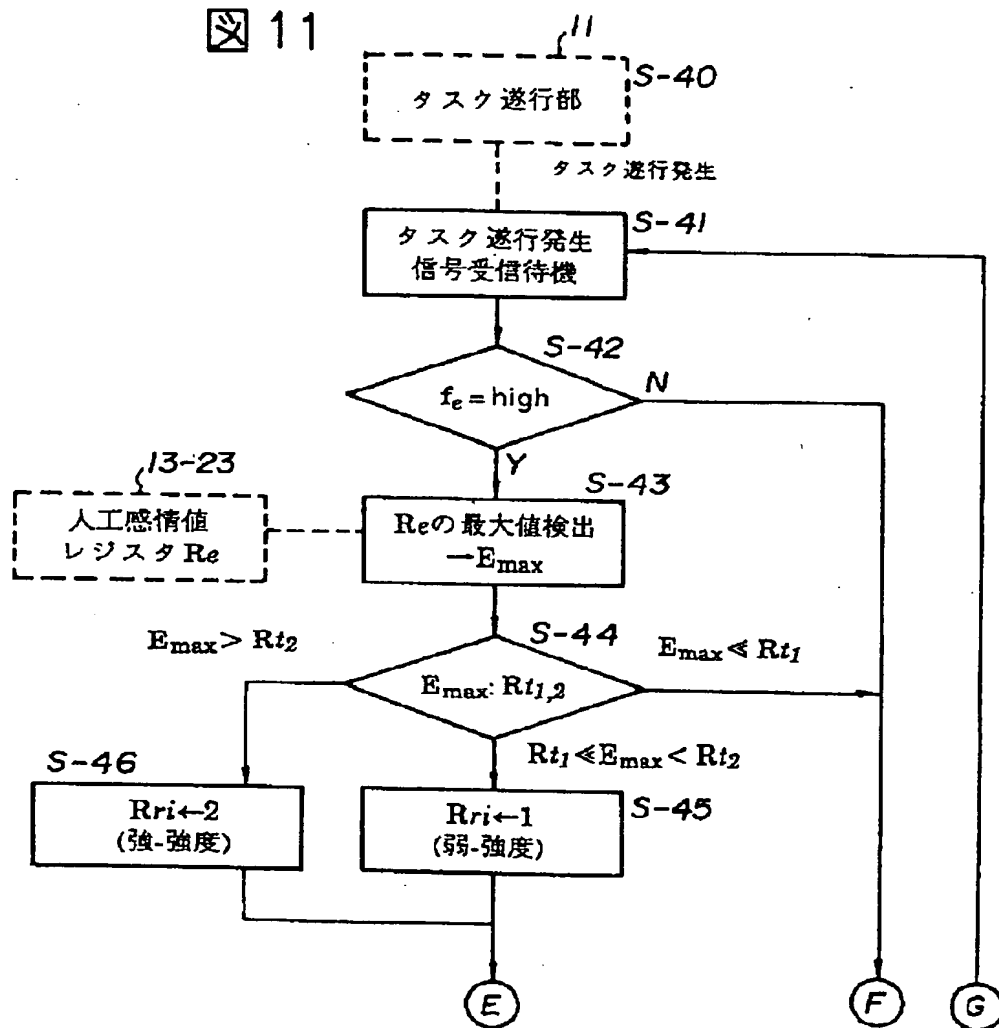 図 11
11
S-40
タスク遂行部
タスク遂行発生
S-41
タスク遂行発生
信号受信待機
S-42
fe = high
N
Y
13-23
人工感情値
レジスタ Re
S-43
Reの最大値検出
→Emax
S-44
Emax > Rt2
Emax ≪ Rt1
Emax : Rt1,2
Rt1 ≪ Emax < Rt2
S-46
Rri←2
(強-強度)
S-45
Rri←1
(弱-強度)
E
F
G